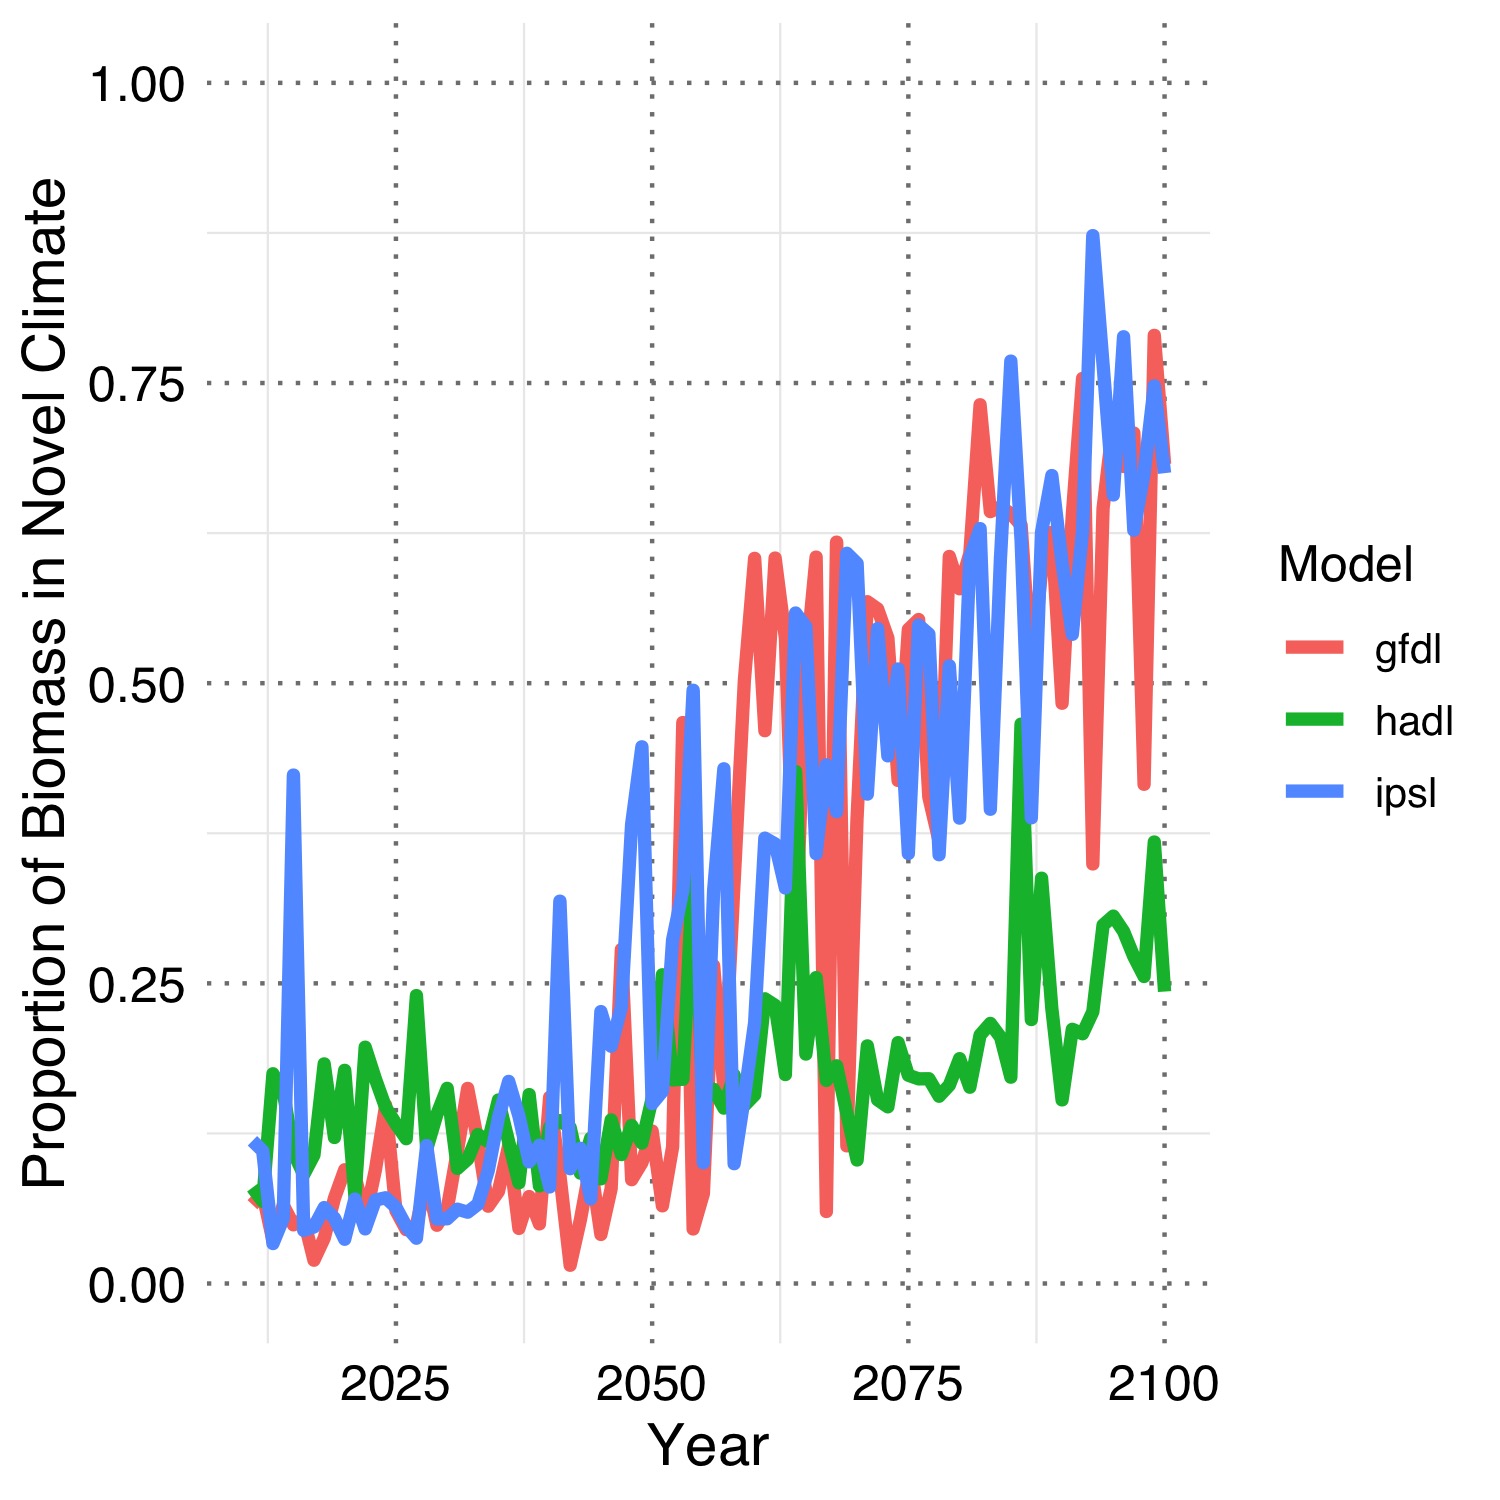 Proportion of Biomass in Novel Climate
1.00
0.75
0.50
0.25
0.00
2025 2050 2075 2100
Year
Model
gfdl
hadl
ipsl